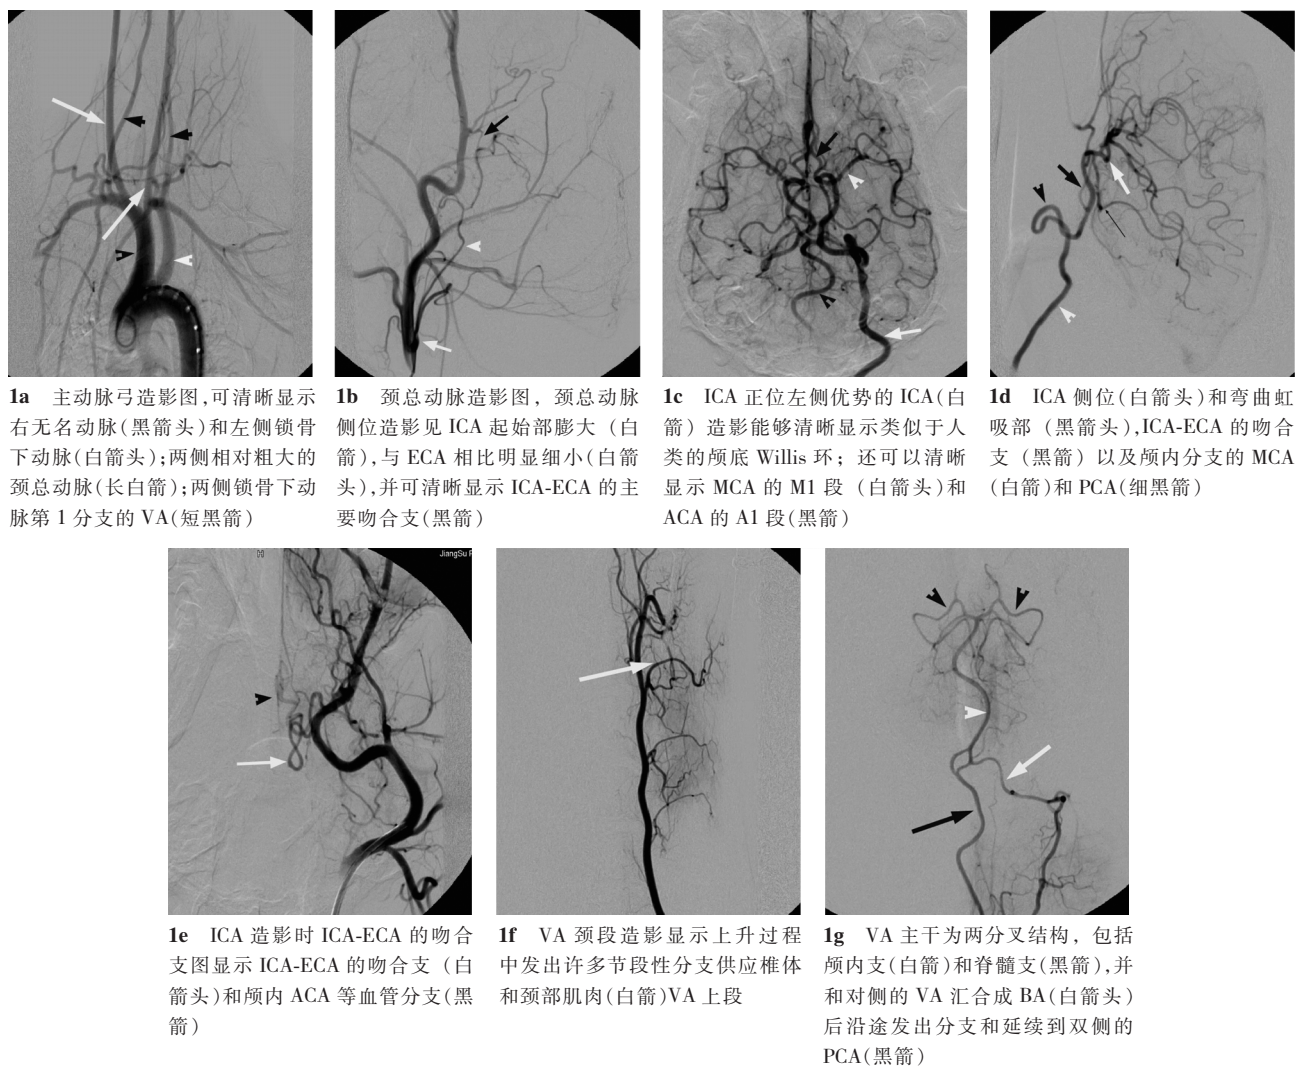 1a 主动脉弓造影图,可清晰显示
右无名动脉(黑箭头)和左侧锁骨
下动脉(白箭头);两侧相对粗大的
颈总动脉(长白箭);两侧锁骨下动
脉第 1 分支的 VA(短黑箭)
1b 颈总动脉造影图，颈总动脉
侧位造影见 ICA 起始部膨大（白
箭),与 ECA 相比明显细小(白箭
头),并可清晰显示 ICA-ECA 的主
要吻合支(黑箭)
1c ICA 正位左侧优势的 ICA(白
箭）造影能够清晰显示类似于人
类的颅底 Willis 环；还可以清晰
显示 MCA 的 M1 段（白箭头)和
ACA 的 A1 段(黑箭)
1d ICA 侧位(白箭头)和弯曲虹
吸部（黑箭头),ICA-ECA 的吻合
支（黑箭）以及颅内分支的 MCA
(白箭)和 PCA(细黑箭)
H
JiangSu P
1e ICA 造影时 ICA-ECA 的吻合
支图显示 ICA-ECA 的吻合支（白
箭头)和颅内 ACA 等血管分支(黑
箭)
1f VA 颈段造影显示上升过程
中发出许多节段性分支供应椎体
和颈部肌肉(白箭)VA 上段
1g VA 主干为两分叉结构，包括
颅内支(白箭)和脊髓支(黑箭),并
和对侧的 VA 汇合成 BA(白箭头)
后沿途发出分支和延续到双侧的
PCA(黑箭)